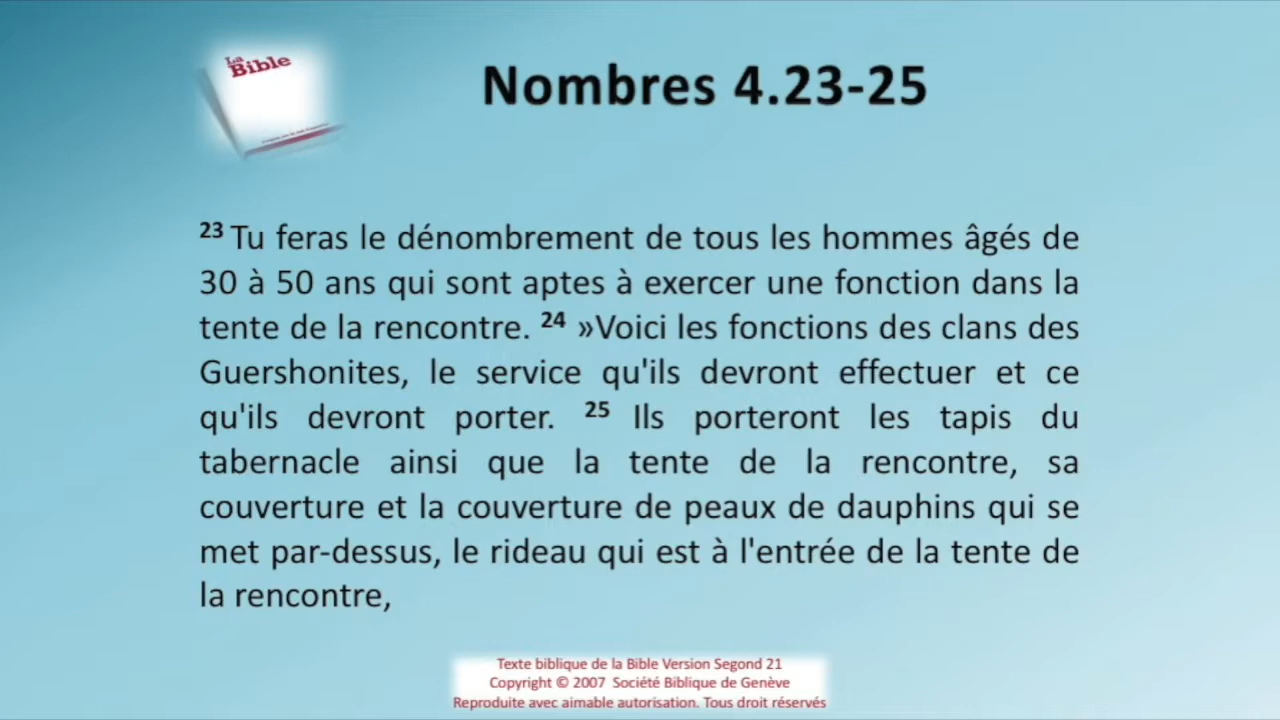 La
Bible
Nombres 4.23-25
23 Tu feras le dénombrement de tous les hommes âgés de
30 à 50 ans qui sont aptes à exercer une fonction dans la
tente de la rencontre. 24 »Voici les fonctions des clans des
Guershonites, le service qu'ils devront effectuer et ce
qu'ils devront porter. 25 Ils porteront les tapis du
tabernacle ainsi que la tente de la rencontre, sa
couverture et la couverture de peaux de dauphins qui se
met par-dessus, le rideau qui est à l'entrée de la tente de
la rencontre,
Texte biblique de la Bible Version Segond 21
Copyright © 2007 Société Biblique de Genève
Reproduite avec aimable autorisation. Tous droit réservés